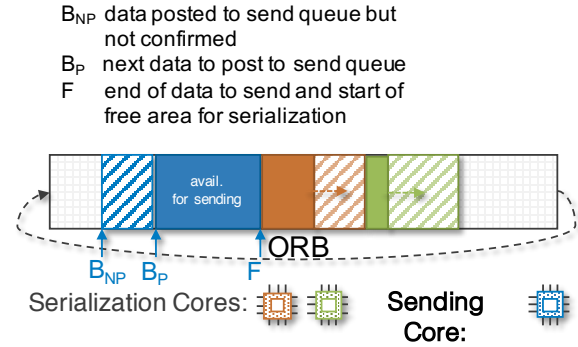 B_NP data posted to send queue but
not confirmed
B_P next data to post to send queue
F end of data to send and start of
free area for serialization
avail.
for sending
B_NP B_P F ORB
Serialization Cores: Sending
Core: